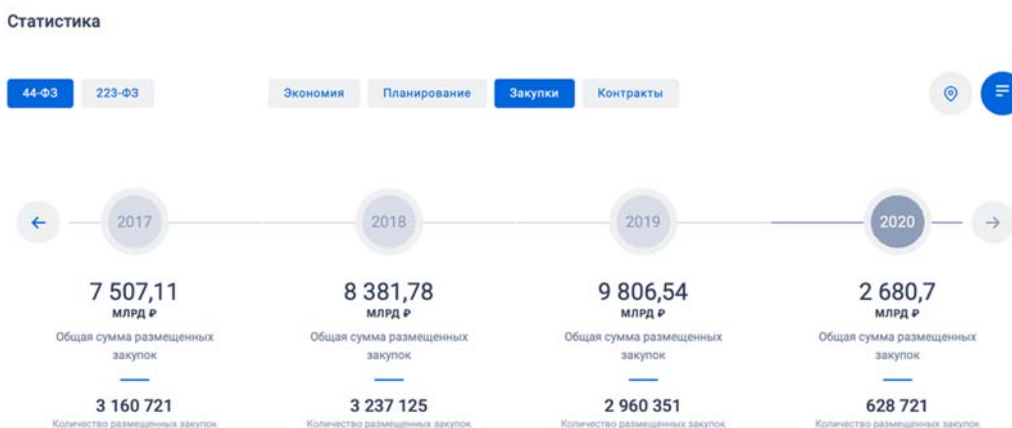 Статистика
44-ФЗ 223-ФЗ Экономия Планирование Закупки Контракты
2017 2018 2019 2020
7 507,11 8 381,78 9 806,54 2 680,7
МЛРД ₽ МЛРД ₽ МЛРД ₽ МЛРД ₽
Общая сумма размещенных Общая сумма размещенных Общая сумма размещенных Общая сумма размещенных
закупок закупок закупок закупок
3 160 721 3 237 125 2 960 351 628 721
Количество размещенных закупок Количество размещенных закупок Количество размещенных закупок Количество размещенных закупок